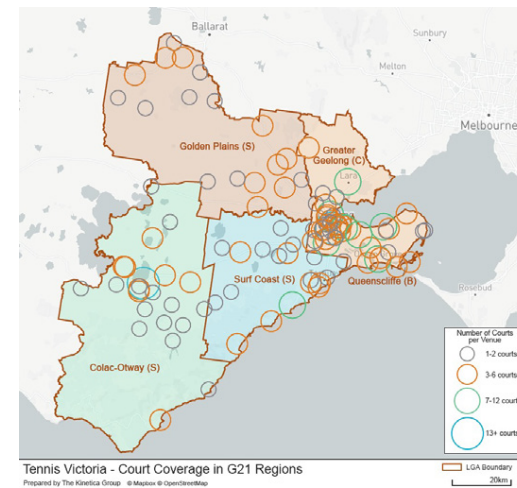 Ballarat
Sunbury
Melton
Melbourne
Golden Plains (S)
Greater
Geelong (C)
Lara
Surf Coast (S)
Queenscliffe (B)
Rosebud
Colac-Otway (S)
Number of Courts
per Venue
1-2 courts
3-6 courts
7-12 court
13+ courts
Tennis Victoria - Court Coverage in G21 Regions
LGA Boundary
Prepared by The Kinetica Group © Mapbox © OpenStreetMap
20km